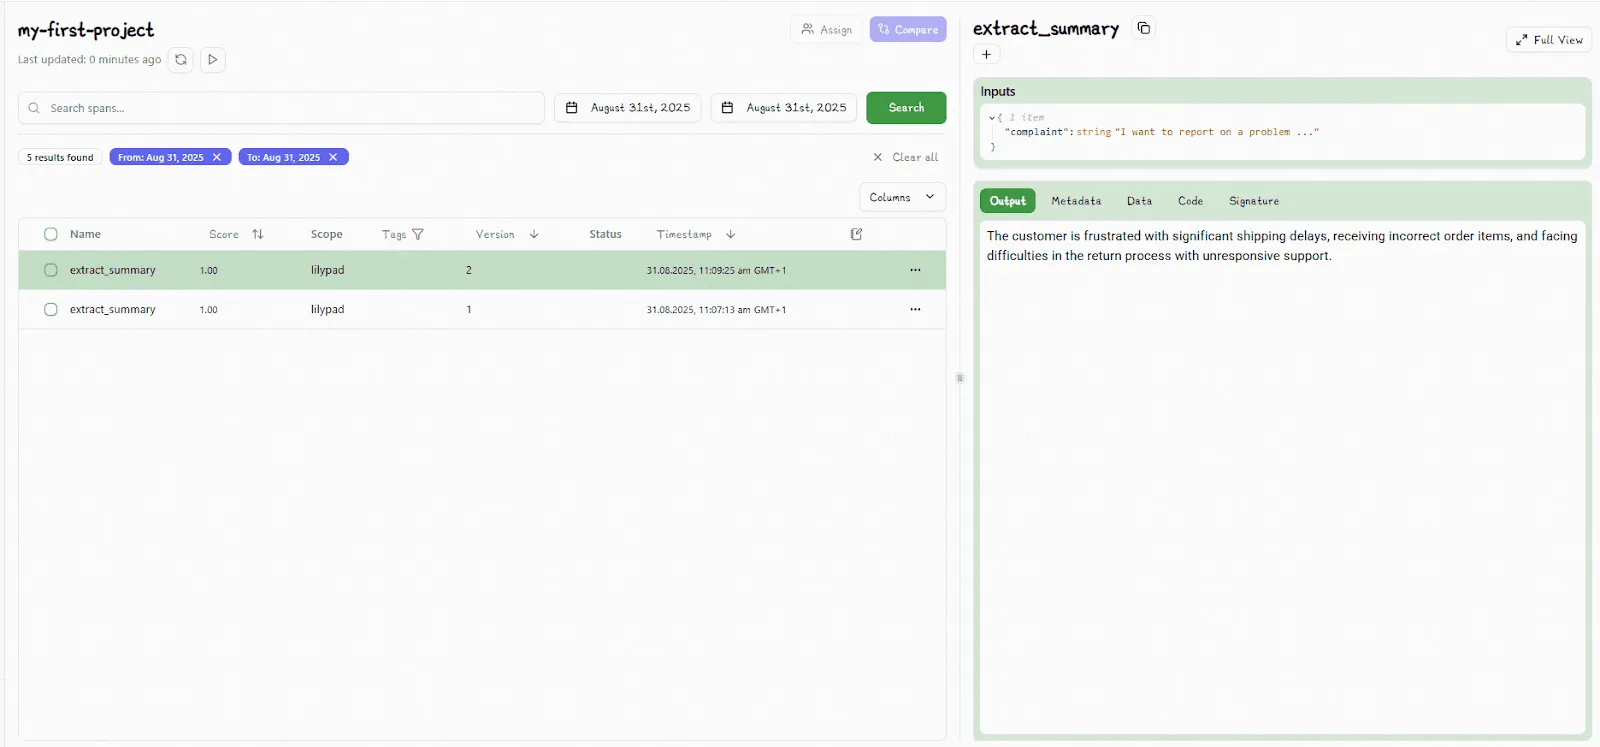 my-first-project
Assign
Compare
Last updated: 0 minutes ago
Search spans...
August 31st, 2025
August 31st, 2025
Search
5 results found
From: Aug 31, 2025
To: Aug 31, 2025
Clear all
Columns
Name Score Scope Tags Version Status Timestamp
extract_summary 1.00 lilypad 2 31.08.2025, 11:09:25 am GMT+1 ...
extract_summary 1.00 lilypad 1 31.08.2025, 11:07:13 am GMT+1 ...
extract_summary
+
Full View
Inputs
{ 1 item
"complaint": string "I want to report on a problem ..."
}
Output Metadata Data Code Signature
The customer is frustrated with significant shipping delays, receiving incorrect order items, and facing
difficulties in the return process with unresponsive support.